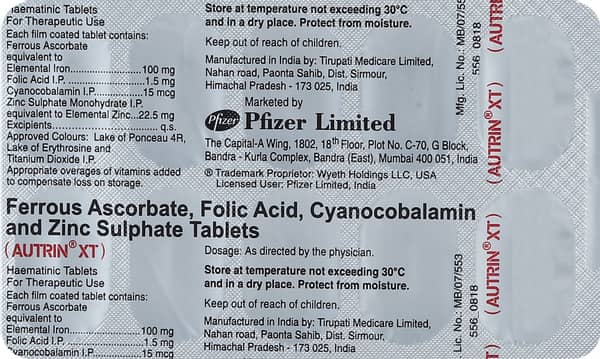 Haematinic Tablets
For Therapeutic Use
Each film coated tablet contains:
Ferrous Ascorbate
equivalent to
Elemental Iron....................100 mg
Folic Acid I.P. .....................1.5 mg
Cyanocobalamin I.P..............15 mcg
Zinc Sulphate Monohydrate I.P.
equivalent to Elemental Zinc...22.5 mg
Excipients............................q.s.
Approved Colours: Lake of Ponceau 4R,
Lake of Erythrosine and
Titanium Dioxide I.P.
Appropriate overages of vitamins added
to compensate loss on storage.
Store at temperature not exceeding 30°C
and in a dry place. Protect from moisture.
Keep out of reach of children.
Manufactured in India by: Tirupati Medicare Limited,
Nahan road, Paonta Sahib, Dist. Sirmour,
Himachal Pradesh - 173 025, India
Marketed by
Pfizer Pfizer Limited
The Capital-A Wing, 1802, 18th Floor, Plot No. C-70, G Block,
Bandra - Kurla Complex, Bandra (East), Mumbai 400 051, India
® Trademark Proprietor: Wyeth Holdings LLC, USA
Licensed User: Pfizer Limited, India
Mfg. Lic. No.: MB/07/553
556 0818
(AUTRIN® XT)
Ferrous Ascorbate, Folic Acid, Cyanocobalamin
and Zinc Sulphate Tablets
(AUTRIN® XT)
Dosage: As directed by the physician.
Haematinic Tablets
For Therapeutic Use
Each film coated tablet contains:
Ferrous Ascorbate
equivalent to
Elemental Iron....................100 mg
Folic Acid I.P. .....................1.5 mg
Cyanocobalamin I.P..............15 mcg
Store at temperature not exceeding 30°C
and in a dry place. Protect from moisture.
Keep out of reach of children.
Manufactured in India by: Tirupati Medicare Limited,
Nahan road, Paonta Sahib, Dist. Sirmour,
Himachal Pradesh - 173 025, India
Lic. No.: MB/07/553
556 0818
(AUTRIN® XT)
(AUTRIN® XT)